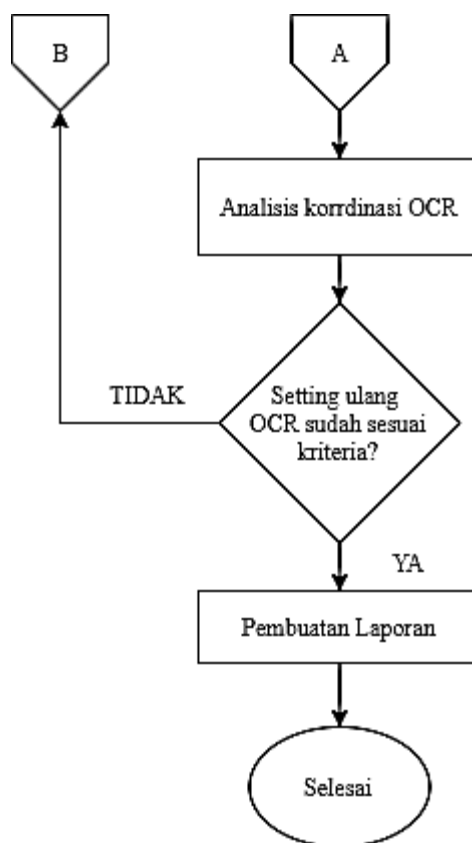 B
A
Analisis korrdinasi OCR
TIDAK
Setting ulang
OCR sudah sesuai
kriteria?
YA
Pembuatan Laporan
Selesai